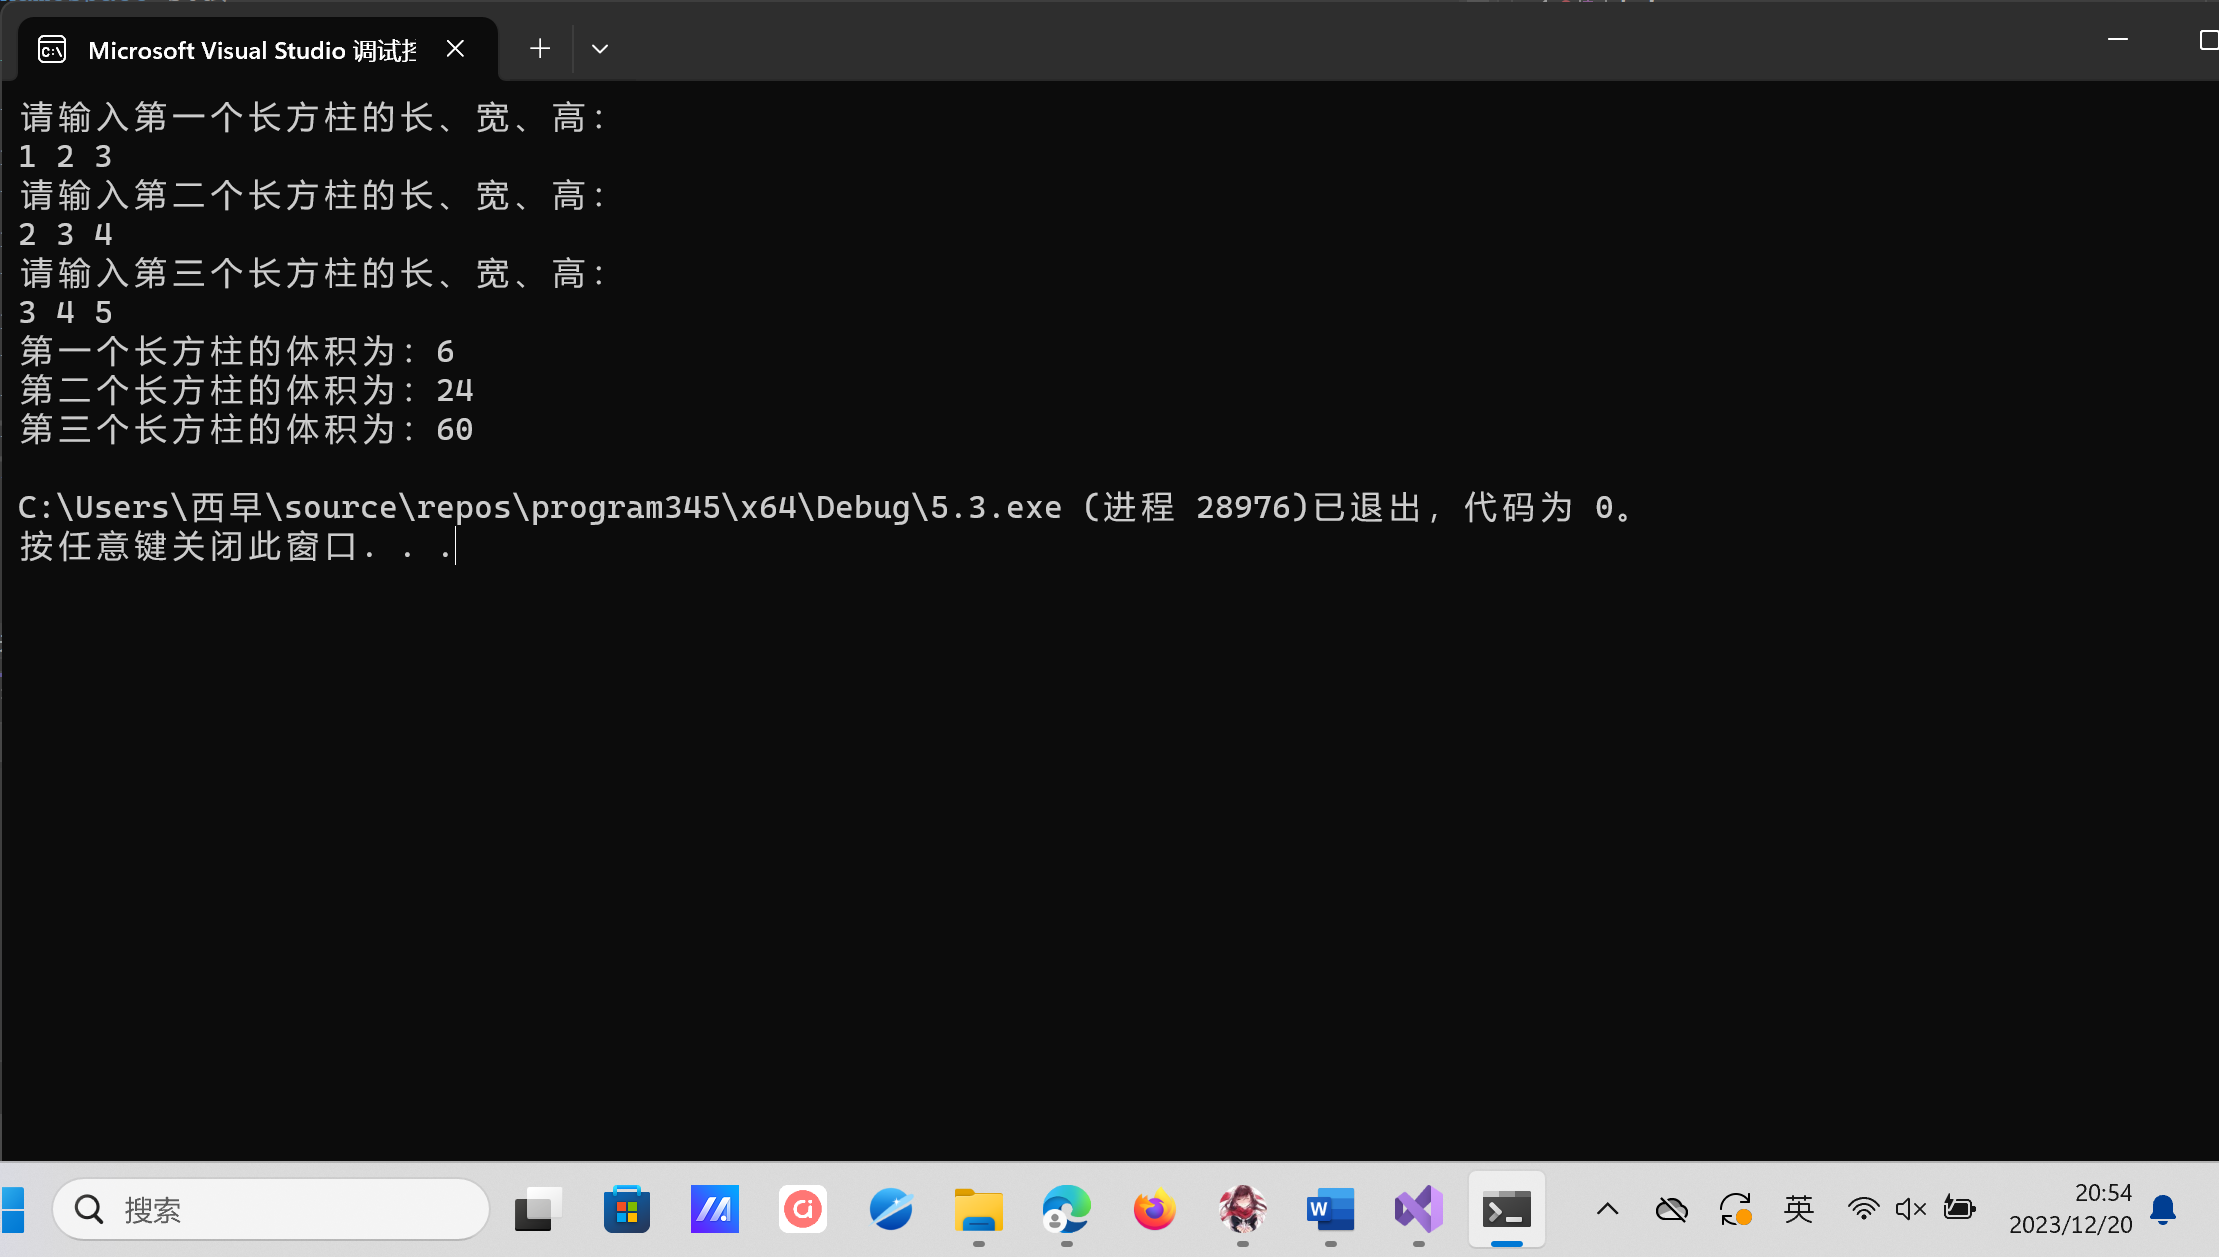 Microsoft Visual Studio 调试
请输入第一个长方柱的长、宽、高：
1 2 3
请输入第二个长方柱的长、宽、高：
2 3 4
请输入第三个长方柱的长、宽、高：
3 4 5
第一个长方柱的体积为：6
第二个长方柱的体积为：24
第三个长方柱的体积为：60
C:\Users\西早\source\repos\program345\x64\Debug\5.3.exe (进程 28976)已退出，代码为 0。
按任意键关闭此窗口. . .
搜索
英
20:54
2023/12/20